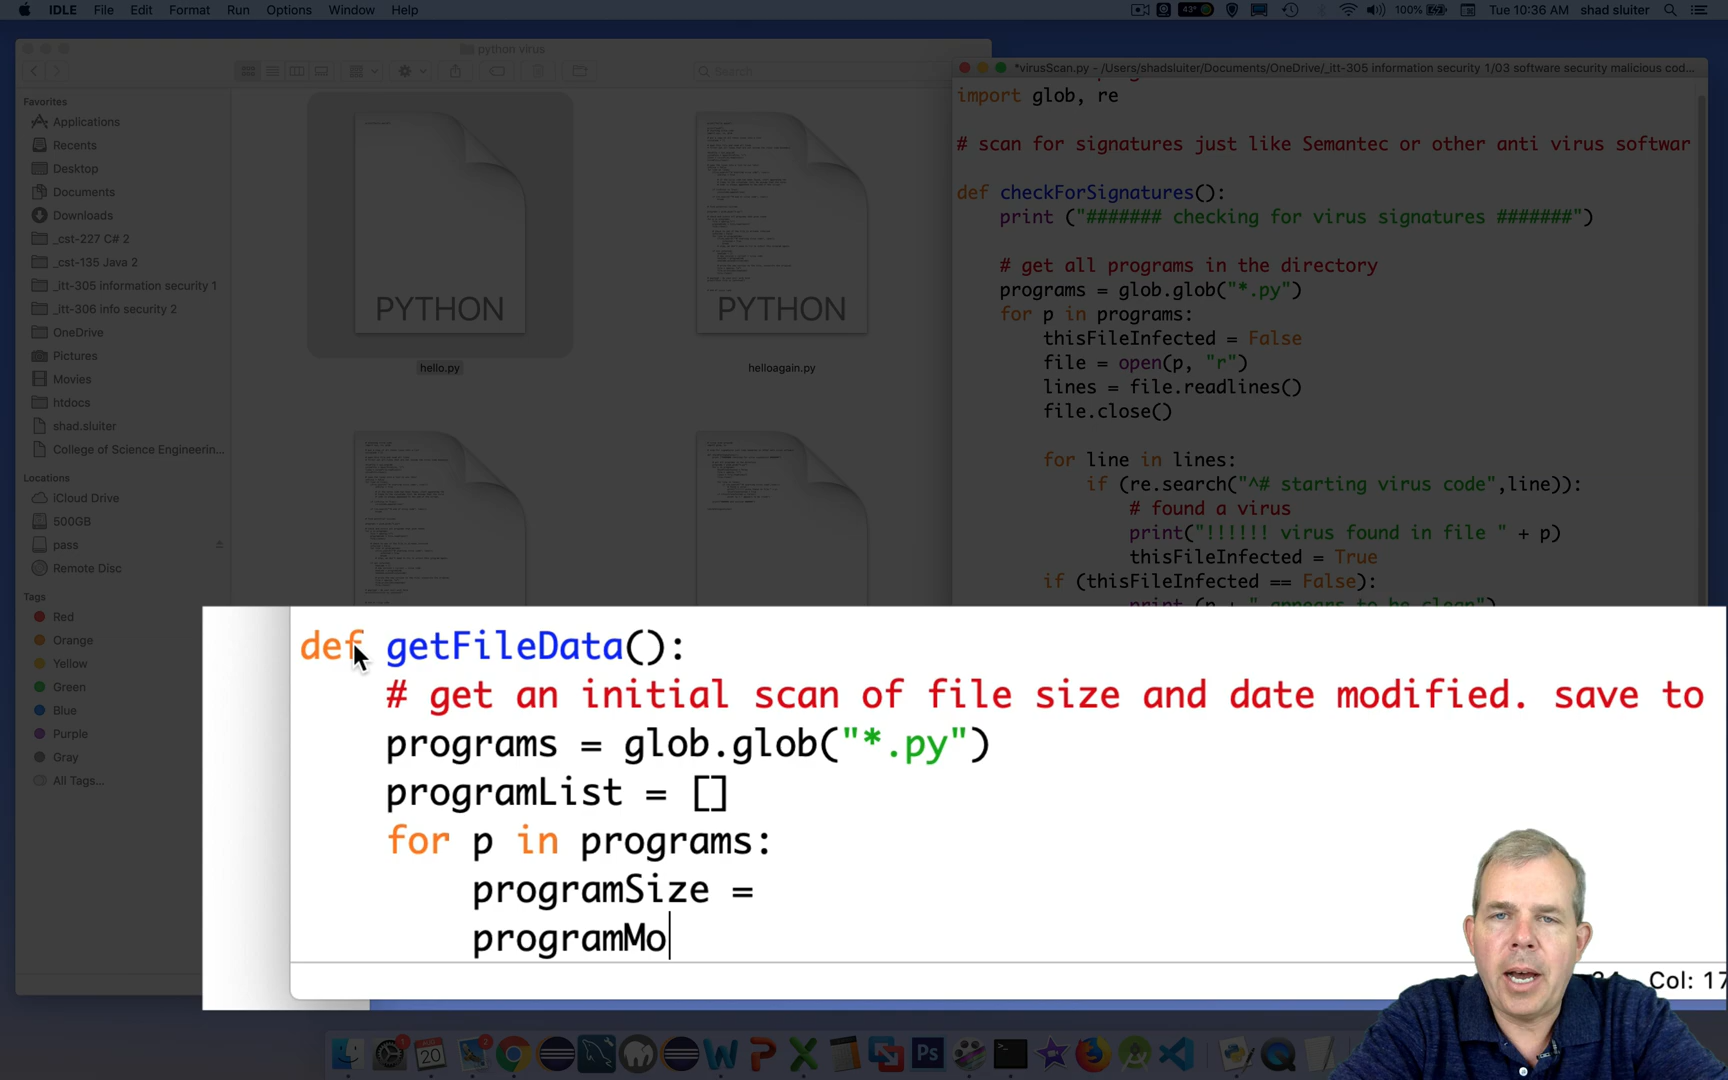 IDLE File Edit Format Run Options Window Help
43°
100%
Tue 10:36 AM shad sluiter
python virus
Search
*virusScan.py - /Users/shadsluiter/Documents/OneDrive/_itt-305 information security 1/03 software security malicious cod...
Favorites
Applications
Recents
Desktop
Documents
Downloads
_cst-227 C# 2
_cst-135 Java 2
_itt-305 information security 1
_itt-306 info security 2
OneDrive
Pictures
Movies
htdocs
shad.sluiter
College of Science Engineerin...
Locations
iCloud Drive
500GB
pass
Remote Disc
Tags
Red
Orange
Yellow
Green
Blue
Purple
Gray
All Tags...
PYTHON
hello.py
PYTHON
helloagain.py
import glob, re
# scan for signatures just like Semantec or other anti virus softwar
def checkForSignatures():
print ("####### checking for virus signatures #######")
# get all programs in the directory
programs = glob.glob("*.py")
for p in programs:
thisFileInfected = False
file = open(p, "r")
lines = file.readlines()
file.close()
for line in lines:
if (re.search("^# starting virus code",line)):
# found a virus
print("!!!!!! virus found in file " + p)
thisFileInfected = True
if (thisFileInfected == False):
print (p + " appears to be clean")
def getFileData():
# get an initial scan of file size and date modified. save to
programs = glob.glob("*.py")
programList = []
for p in programs:
programSize =
programMo
Col: 17
20